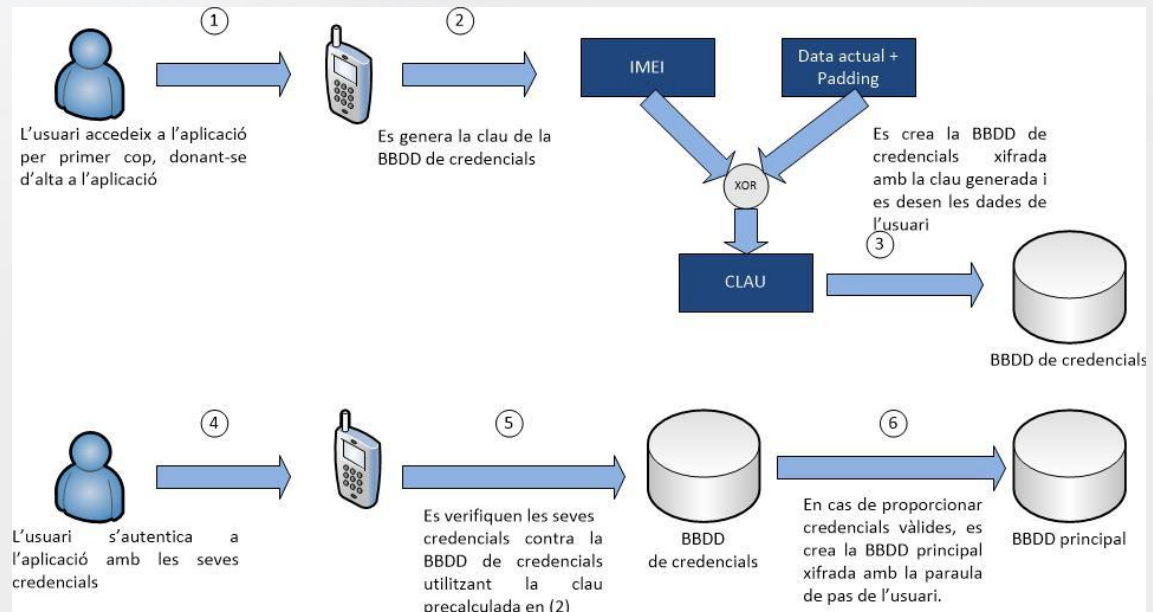 1
2
IMEI
Data actual +
Padding
L'usuari accedeix a l'aplicació
per primer cop, donant-se
d'alta a l'aplicació
Es genera la clau de la
BBDD de credencials
XOR
Es crea la BBDD de
credencials xifrada
amb la clau generada i
es desen les dades de
l'usuari
3
CLAU
BBDD de credencials
4
5
6
L'usuari s'autentica a
l'aplicació amb les seves
credencials
Es verifiquen les seves
credencials contra la
BBDD de credencials
utilitzant la clau
precalculada en (2)
BBDD
de credencials
En cas de proporcionar
credencials vàlides, es
crea la BBDD principal
xifrada amb la paraula
de pas de l'usuari.
BBDD principal